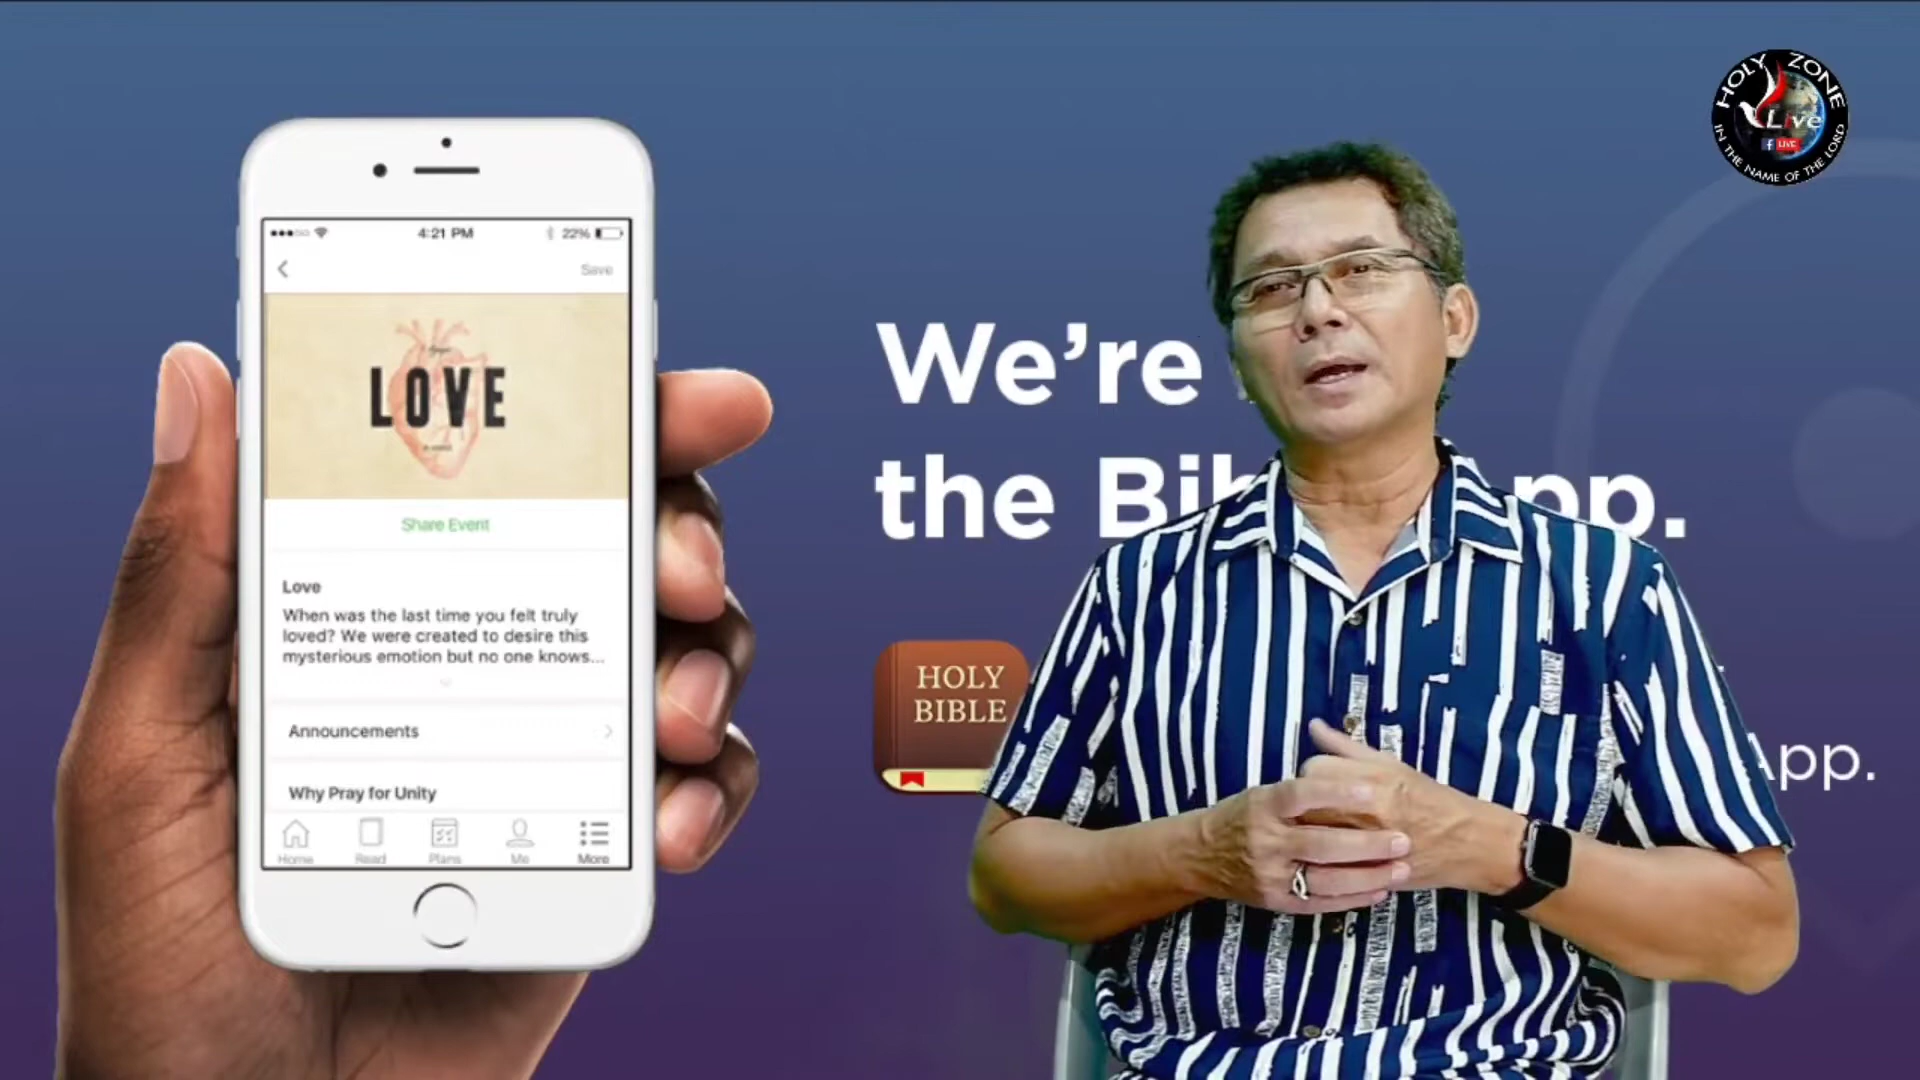 HOLY ZONE
Live
LIVE
IN THE NAME OF THE LORD
4:21 PM
22%
Save
LOVE
Share Event
Love
When was the last time you felt truly
loved? We were created to desire this
mysterious emotion but no one knows...
Announcements
Why Pray for Unity
Home Read Plans Me More
We're
the Bib pp.
HOLY
BIBLE
App.